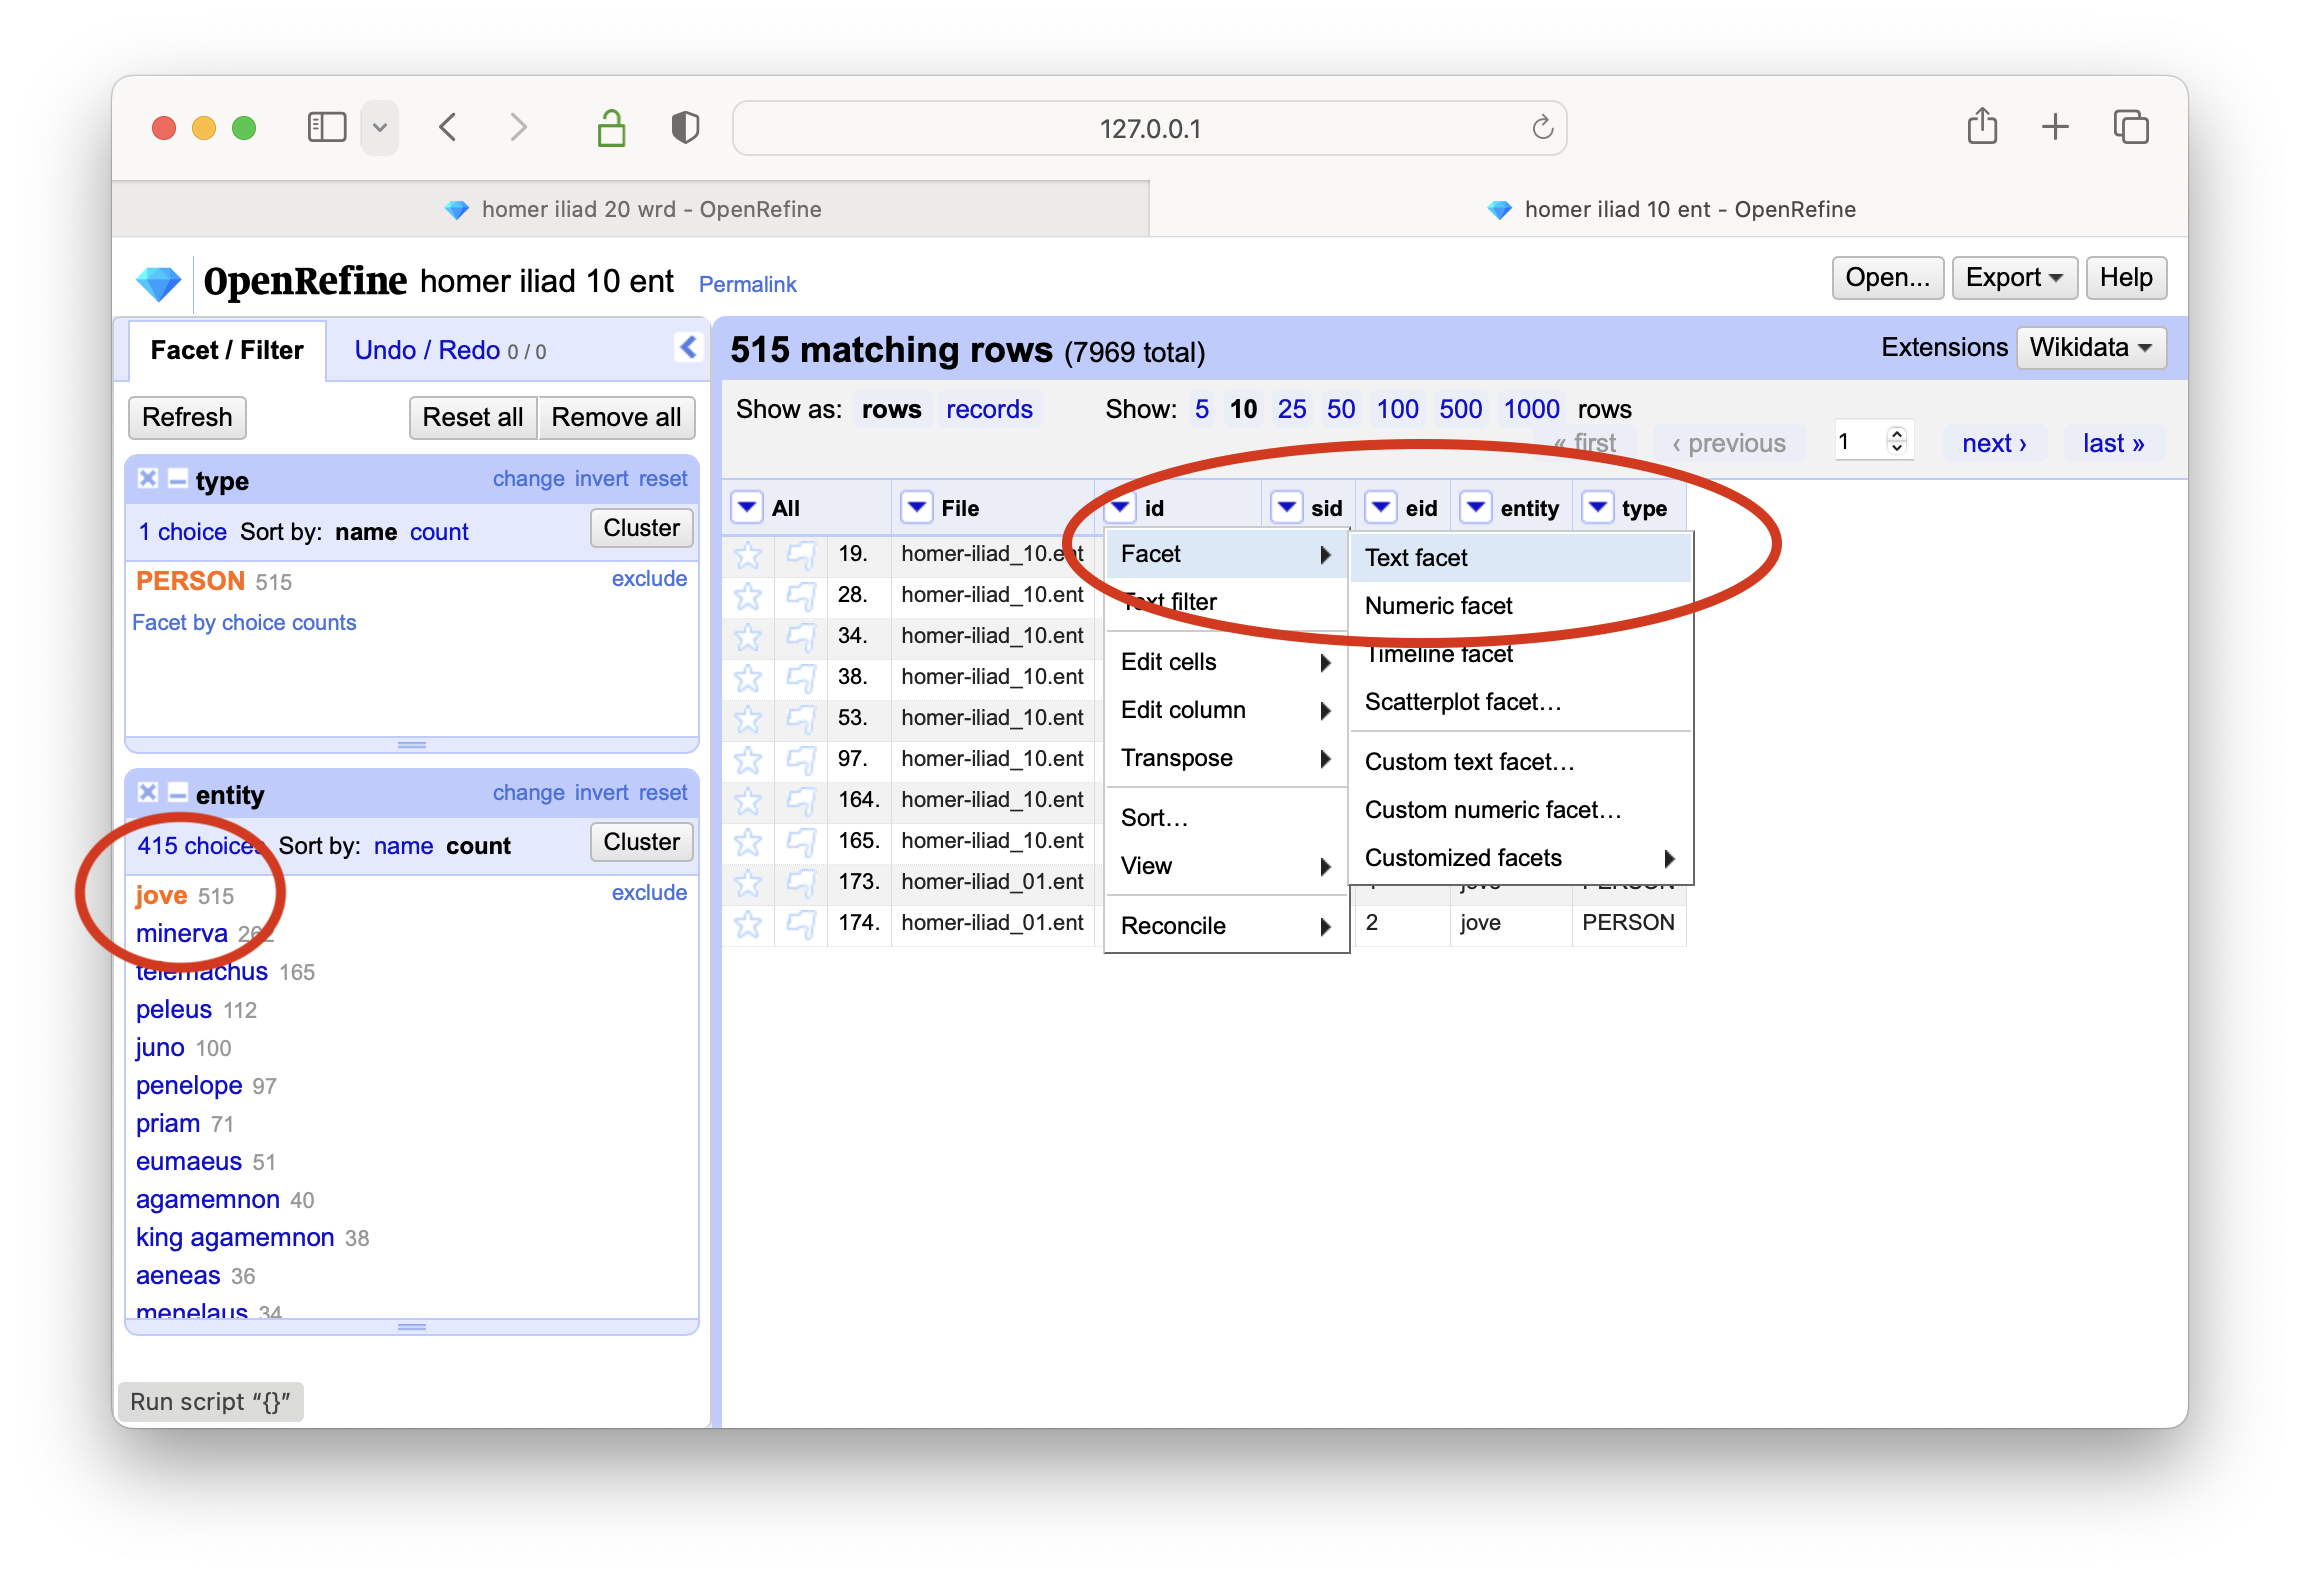 127.0.0.1
homer iliad 20 wrd - OpenRefine
homer iliad 10 ent - OpenRefine
OpenRefine homer iliad 10 ent Permalink
Open... Export Help
Facet / Filter Undo / Redo 0 / 0
515 matching rows (7969 total)
Extensions Wikidata
Refresh Reset all Remove all
Show as: rows records Show: 5 10 25 50 100 500 1000 rows
« first ‹ previous 1 next › last »
type change invert reset
1 choice Sort by: name count Cluster
PERSON 515 exclude
Facet by choice counts
entity change invert reset
415 choices Sort by: name count Cluster
jove 515 exclude
minerva 262
telemachus 165
peleus 112
juno 100
penelope 97
priam 71
eumaeus 51
agamemnon 40
king agamemnon 38
aeneas 36
menelaus 34
Run script “{}”
All File id sid eid entity type
19. homer-iliad_10.ent
28. homer-iliad_10.ent
34. homer-iliad_10.ent
38. homer-iliad_10.ent
53. homer-iliad_10.ent
97. homer-iliad_10.ent
164. homer-iliad_10.ent
165. homer-iliad_10.ent
173. homer-iliad_01.ent jove PERSON
174. homer-iliad_01.ent 2 jove PERSON
Facet
Text filter
Edit cells
Edit column
Transpose
Sort…
View
Reconcile
Text facet
Numeric facet
Timeline facet
Scatterplot facet…
Custom text facet…
Custom numeric facet…
Customized facets